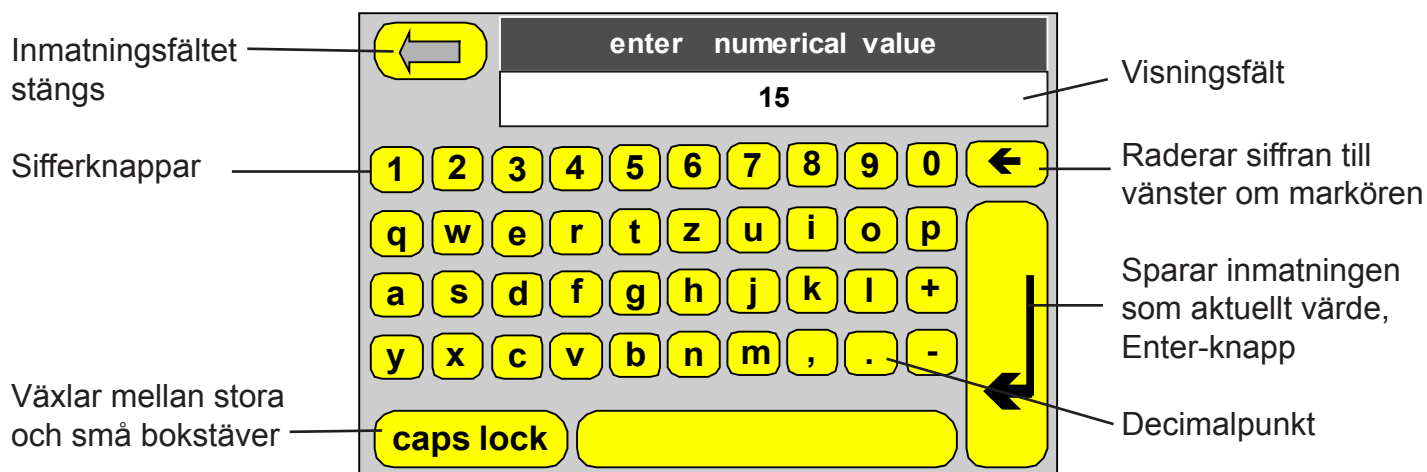 Inmatningsfältet
stängs
Sifferknappar
Växlar mellan stora
och små bokstäver
enter numerical value
15
1 2 3 4 5 6 7 8 9 0
q w e r t z u i o p
a s d f g h j k l +
y x c v b n m , . -
caps lock
Visningsfält
Raderar siffran till
vänster om markören
Sparar inmatningen
som aktuellt värde,
Enter-knapp
Decimalpunkt